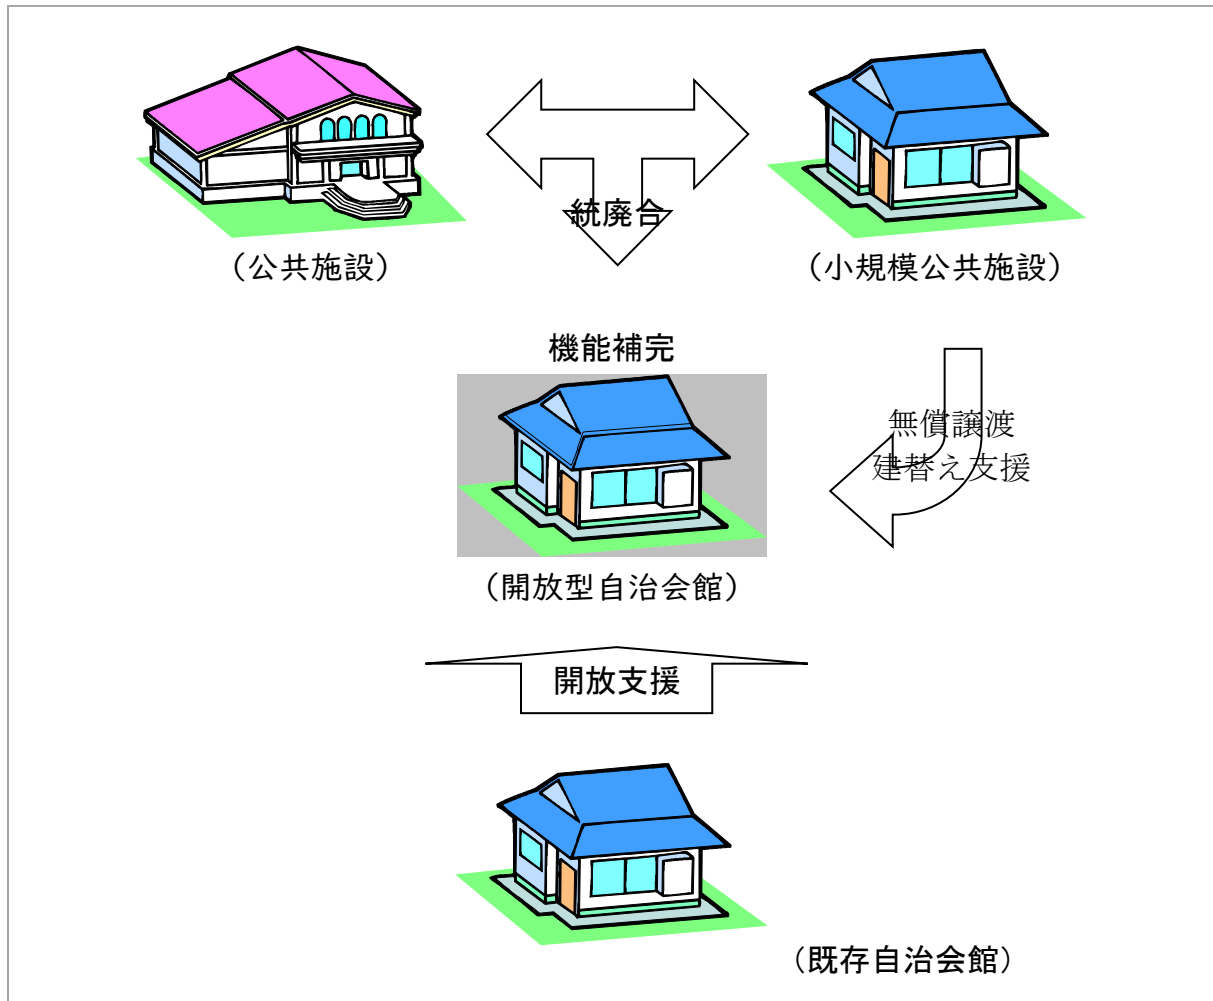 統廃合
（公共施設）
（小規模公共施設）
機能補完
無償譲渡
建替え支援
（開放型自治会館）
開放支援
（既存自治会館）